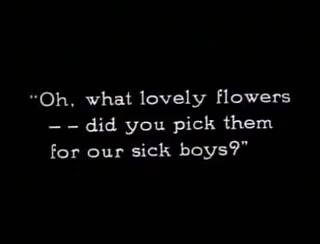 "Oh, what lovely flowers
-- did you pick them
for our sick boys?"